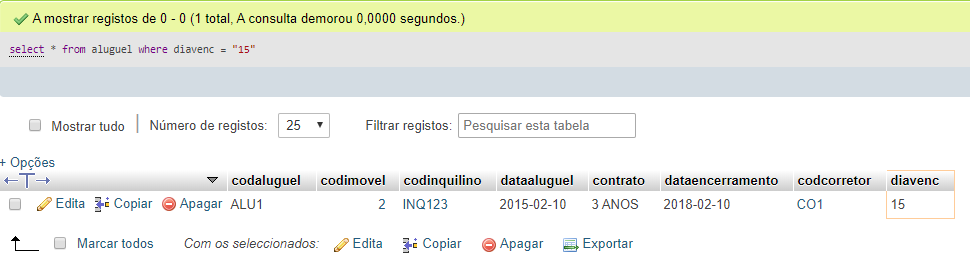 A mostrar registos de 0 - 0 (1 total, A consulta demorou 0,0000 segundos.)
select * from aluguel where diavenc = "15"
Mostrar tudo Número de registos: 25 Filtrar registos: Pesquisar esta tabela
+ Opções
codaluguel codimovel codinquilino dataaluguel contrato dataencerramento codcorretor diavenc
Edita Copiar Apagar ALU1 2 INQ123 2015-02-10 3 ANOS 2018-02-10 CO1 15
Marcar todos Com os seleccionados: Edita Copiar Apagar Exportar